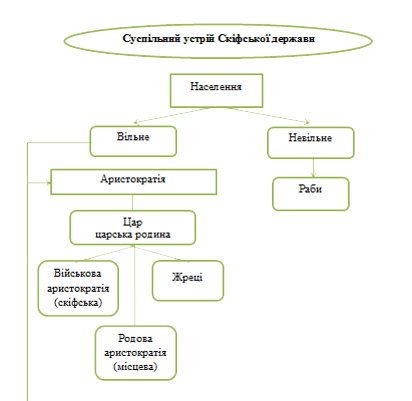 Суспільний устрій Скіфської держави
Населення
Вільне
Невільне
Аристократія
Раби
Цар
царська родина
Військова
аристократія
(скіфська)
Жреці
Родова
аристократія
(місцева)